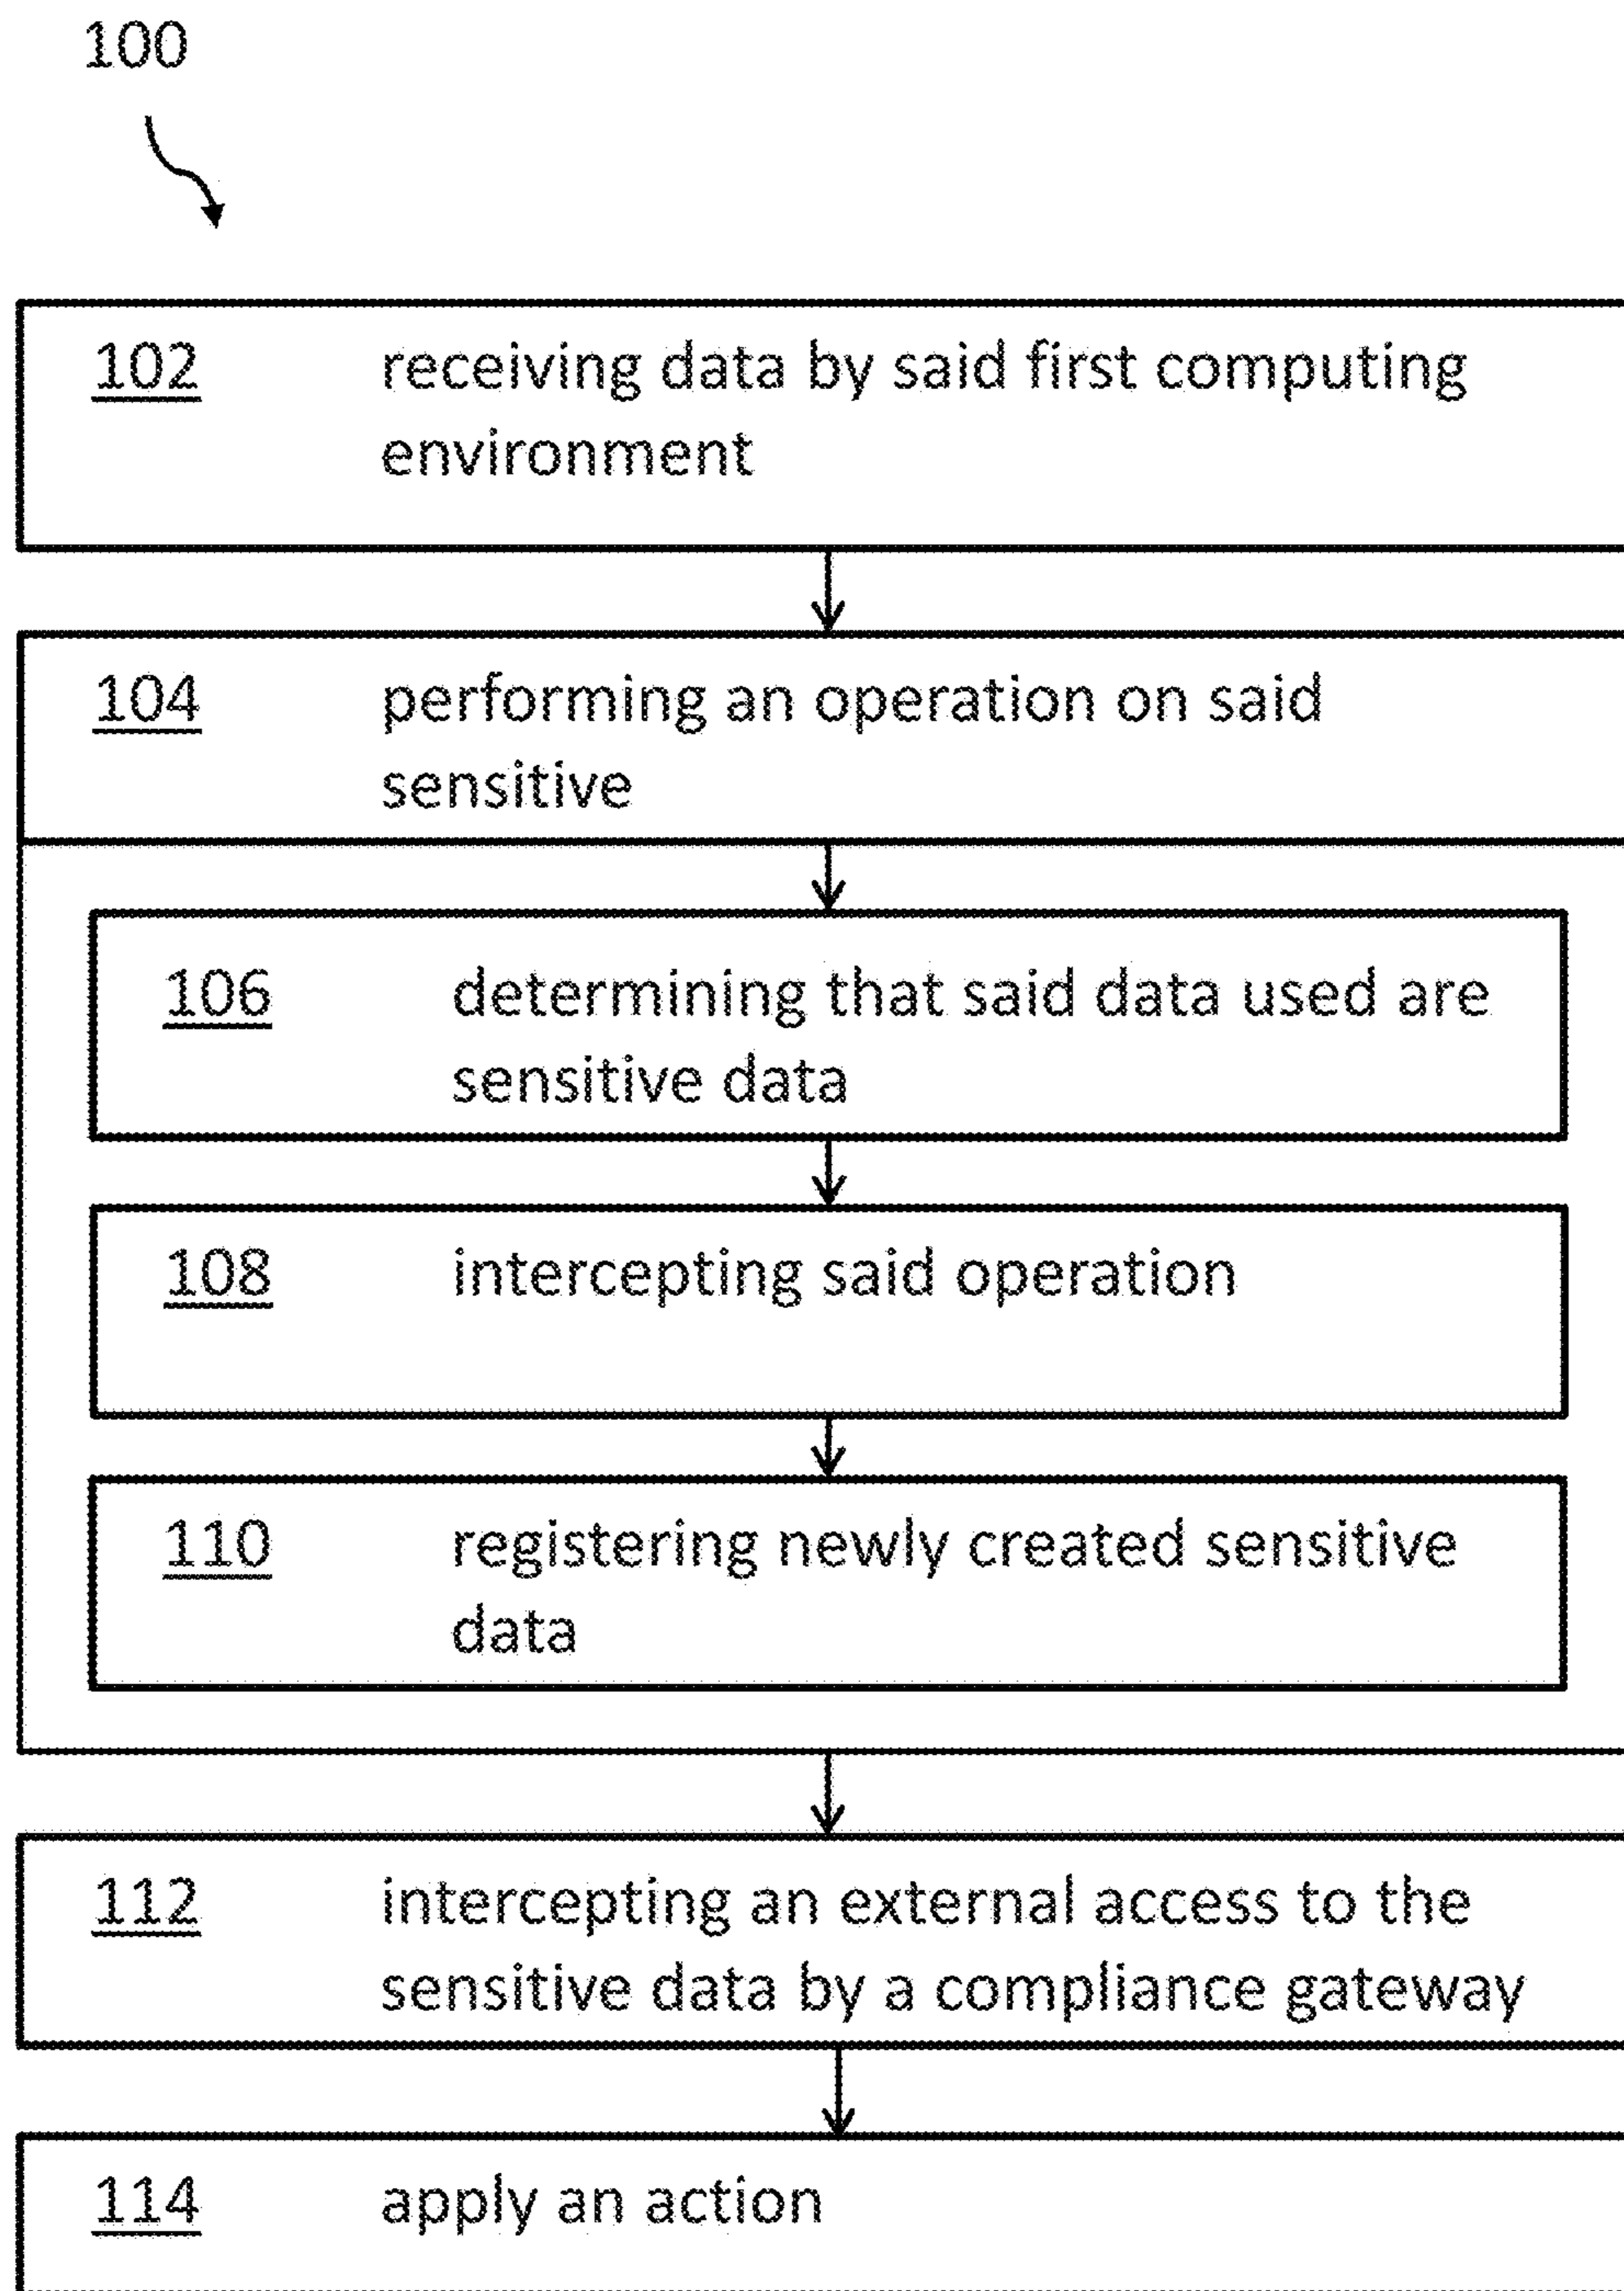 100
102 receiving data by said first computing
environment
104 performing an operation on said
sensitive
106 determining that said data used are
sensitive data
108 intercepting said operation
110 registering newly created sensitive
data
112 intercepting an external access to the
sensitive data by a compliance gateway
114 apply an action